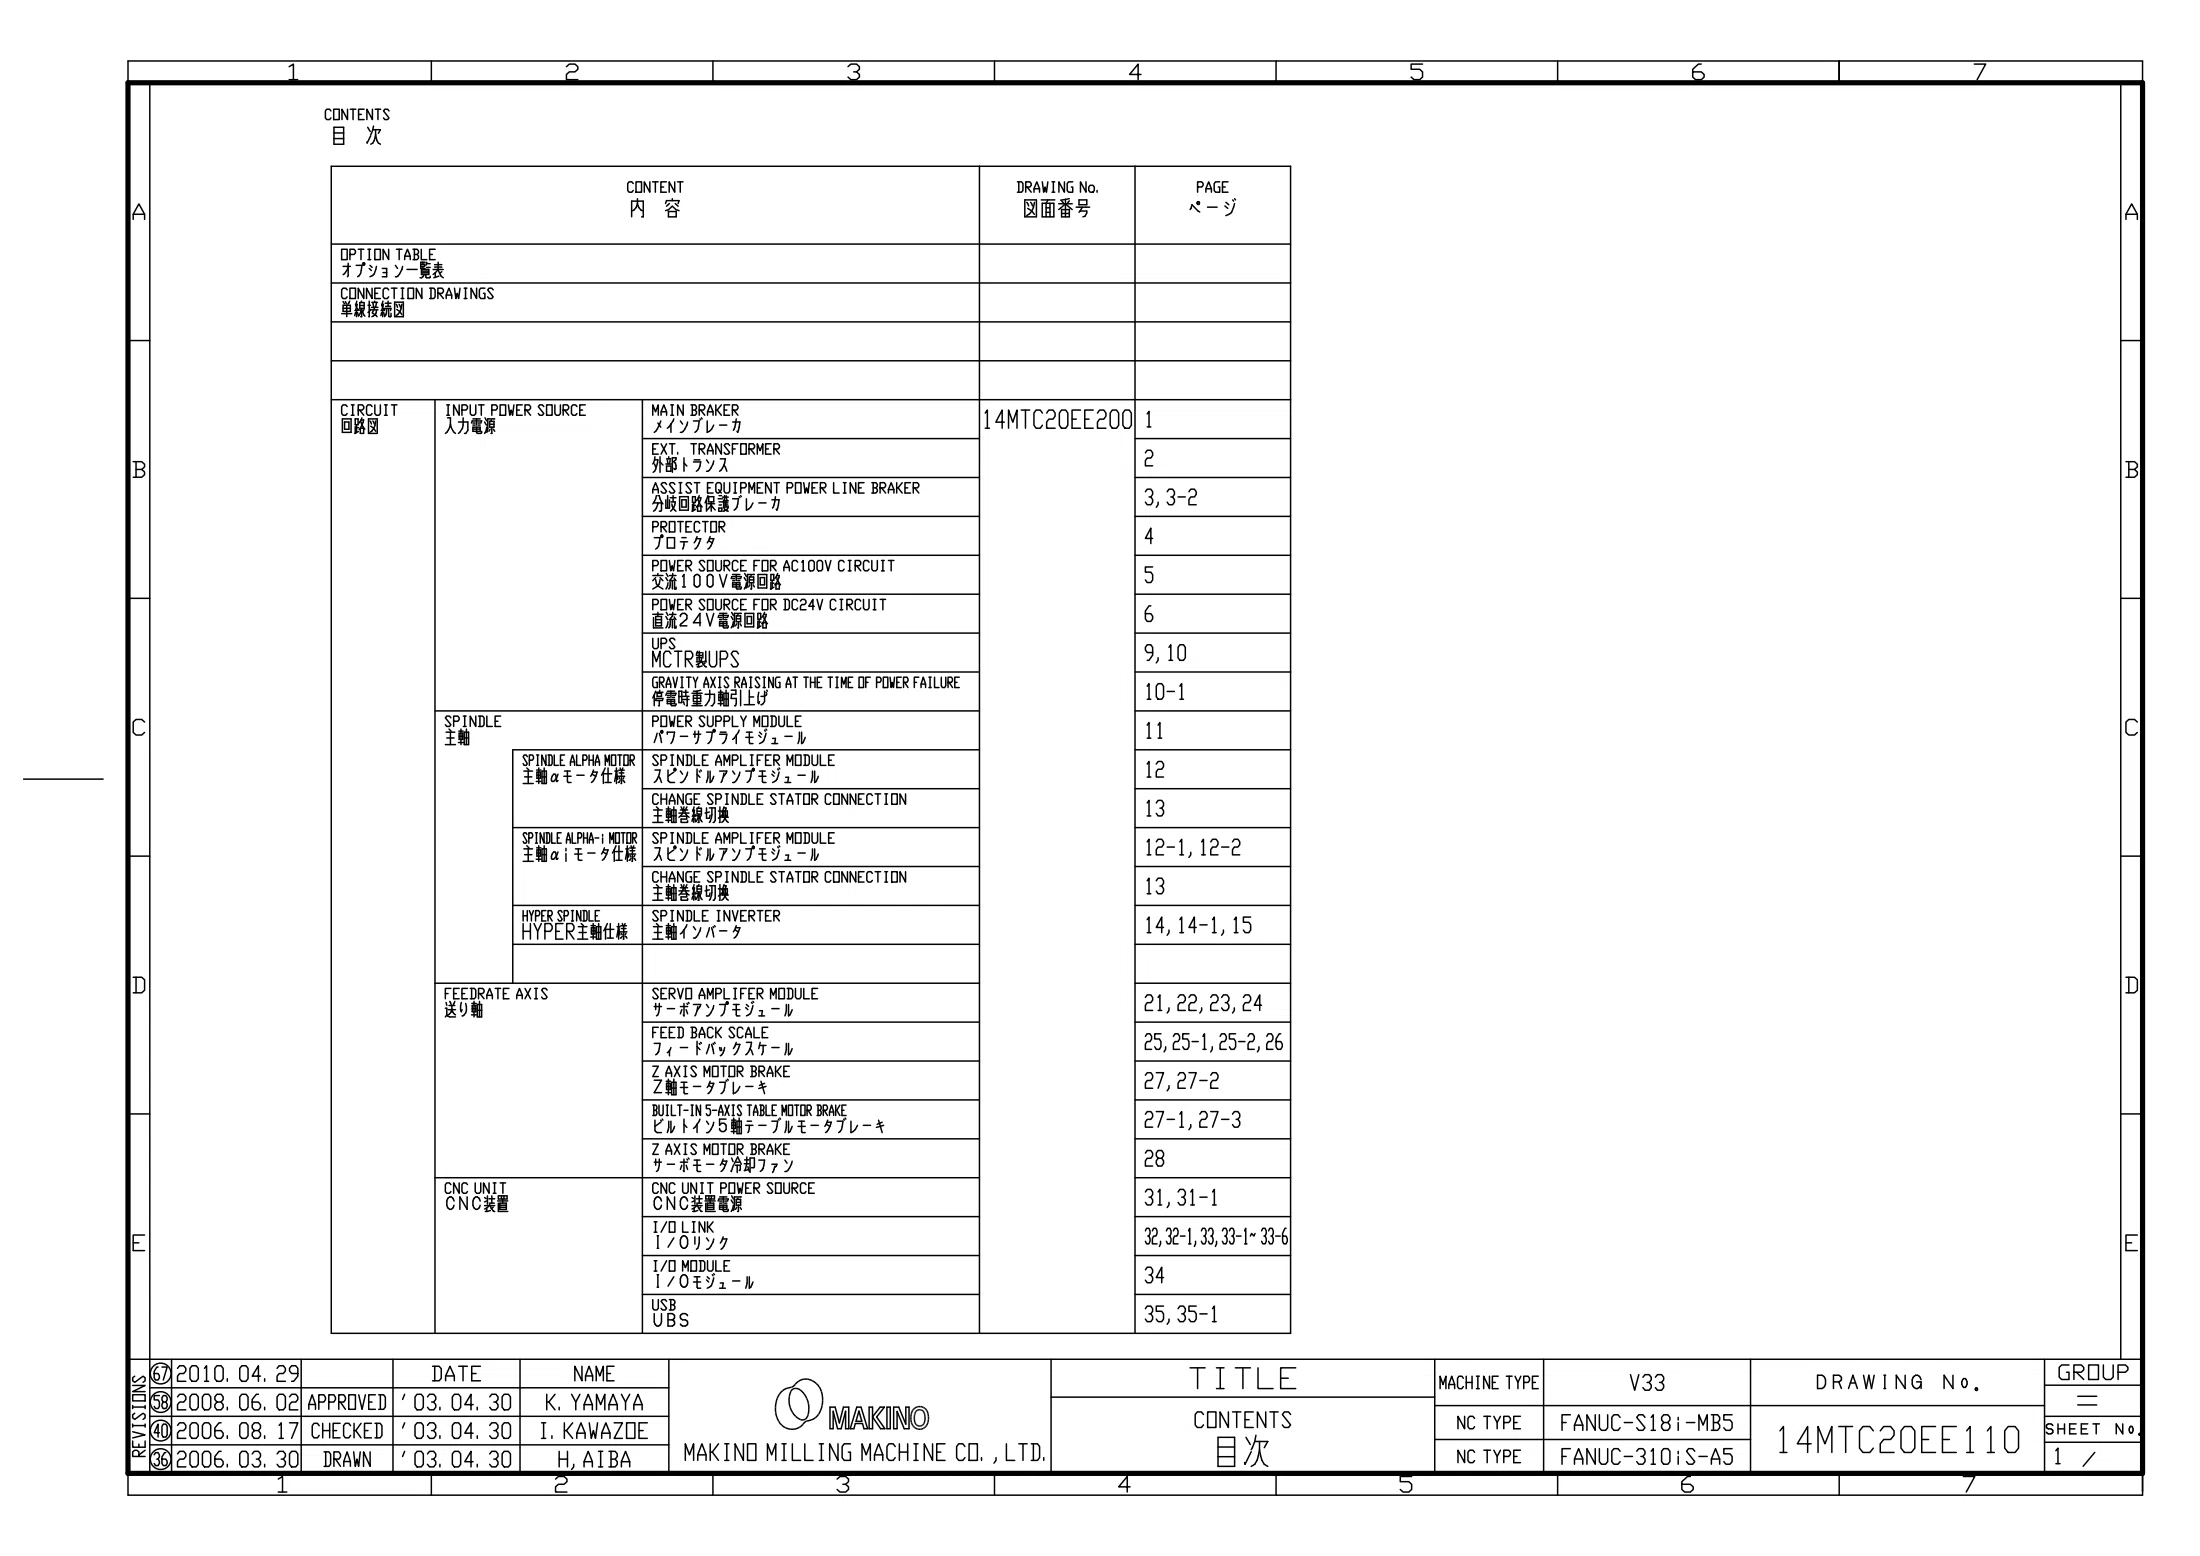 1 2 3 4 5 6 7
CONTENTS
目 次
CONTENT DRAWING No. PAGE
内 容 図面番号 ページ
A A
OPTION TABLE
オプション一覧表
CONNECTION DRAWINGS
単線接続図
CIRCUIT INPUT POWER SOURCE MAIN BRAKER 14MTC20EE200 1
回路図 入力電源 メインブレーカ
EXT. TRANSFORMER 2
外部トランス
B B
ASSIST EQUIPMENT POWER LINE BRAKER 3, 3-2
分岐回路保護ブレーカ
PROTECTOR 4
プロテクタ
POWER SOURCE FOR AC100V CIRCUIT 5
交流100V電源回路
POWER SOURCE FOR DC24V CIRCUIT 6
直流24V電源回路
UPS 9, 10
MCTR製UPS
GRAVITY AXIS RAISING AT THE TIME OF POWER FAILURE 10-1
停電時重力軸引上げ
SPINDLE POWER SUPPLY MODULE 11
主軸 パワーサプライモジュール
C C
SPINDLE ALPHA MOTOR SPINDLE AMPLIFER MODULE 12
主軸αモータ仕様 スピンドルアンプモジュール
CHANGE SPINDLE STATOR CONNECTION 13
主軸巻線切換
SPINDLE ALPHA-i MOTOR SPINDLE AMPLIFER MODULE 12-1, 12-2
主軸αiモータ仕様 スピンドルアンプモジュール
CHANGE SPINDLE STATOR CONNECTION 13
主軸巻線切換
HYPER SPINDLE SPINDLE INVERTER 14, 14-1, 15
HYPER主軸仕様 主軸インバータ
D D
FEEDRATE AXIS SERVO AMPLIFER MODULE 21, 22, 23, 24
送り軸 サーボアンプモジュール
FEED BACK SCALE 25, 25-1, 25-2, 26
フィードバックスケール
Z AXIS MOTOR BRAKE 27, 27-2
Z軸モータブレーキ
BUILT-IN 5-AXIS TABLE MOTOR BRAKE 27-1, 27-3
ビルトイン5軸テーブルモータブレーキ
Z AXIS MOTOR BRAKE 28
サーボモータ冷却ファン
CNC UNIT CNC UNIT POWER SOURCE 31, 31-1
CNC装置 CNC装置電源
I/O LINK 32, 32-1, 33, 33-1~33-6
I/Oリンク
E E
I/O MODULE 34
I/Oモジュール
USB 35, 35-1
UBS
REVISIONS
67 2010. 04. 29 DATE NAME
58 2008. 06. 02 APPROVED '03. 04. 30 K. YAMAYA
40 2006. 08. 17 CHECKED '03. 04. 30 I. KAWAZOE
36 2006. 03. 30 DRAWN '03. 04. 30 H, AIBA
MAKINO
MAKINO MILLING MACHINE CO. , LTD.
TITLE
CONTENTS
目次
MACHINE TYPE V33
NC TYPE FANUC-S18i-MB5
NC TYPE FANUC-310iS-A5
DRAWING No.
14MTC20EE110
GROUP
=
SHEET No.
1 /
1 2 3 4 5 6 7